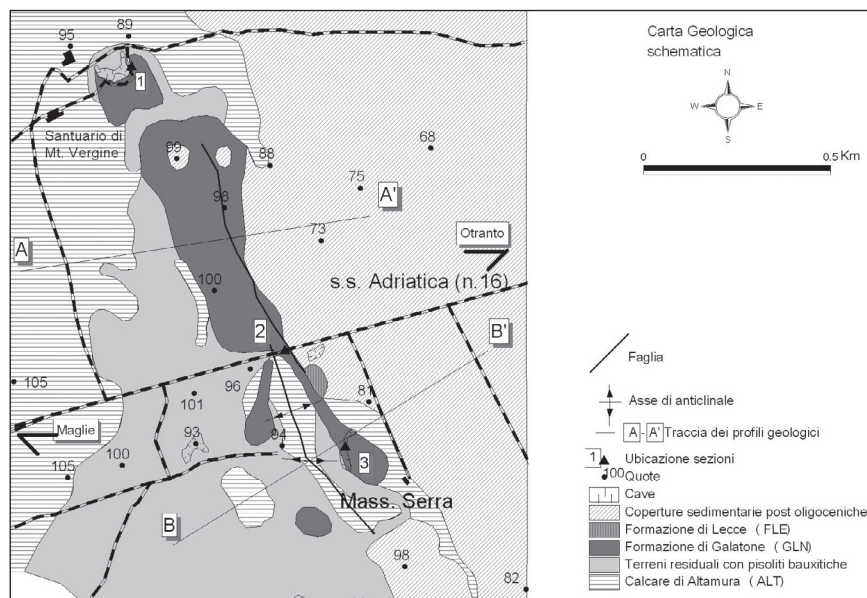 Carta Geologica
schematica
N
W
E
S
0
0.5 Km
95
89
1
Santuario di
Mt. Vergine
99
88
68
75
98
A'
73
A
Otranto
100
s.s. Adriatica (n.16)
2
B'
105
96
101
81
Maglie
93
94
105
100
3
Mass. Serra
B
98
82
Faglia
Asse di anticlinale
A - A' Traccia dei profili geologici
1 Ubicazione sezioni
100 Quote
Cave
Coperture sedimentarie post oligoceniche
Formazione di Lecce ( FLE)
Formazione di Galatone ( GLN)
Terreni residuali con pisoliti bauxitiche
Calcare di Altamura ( ALT)